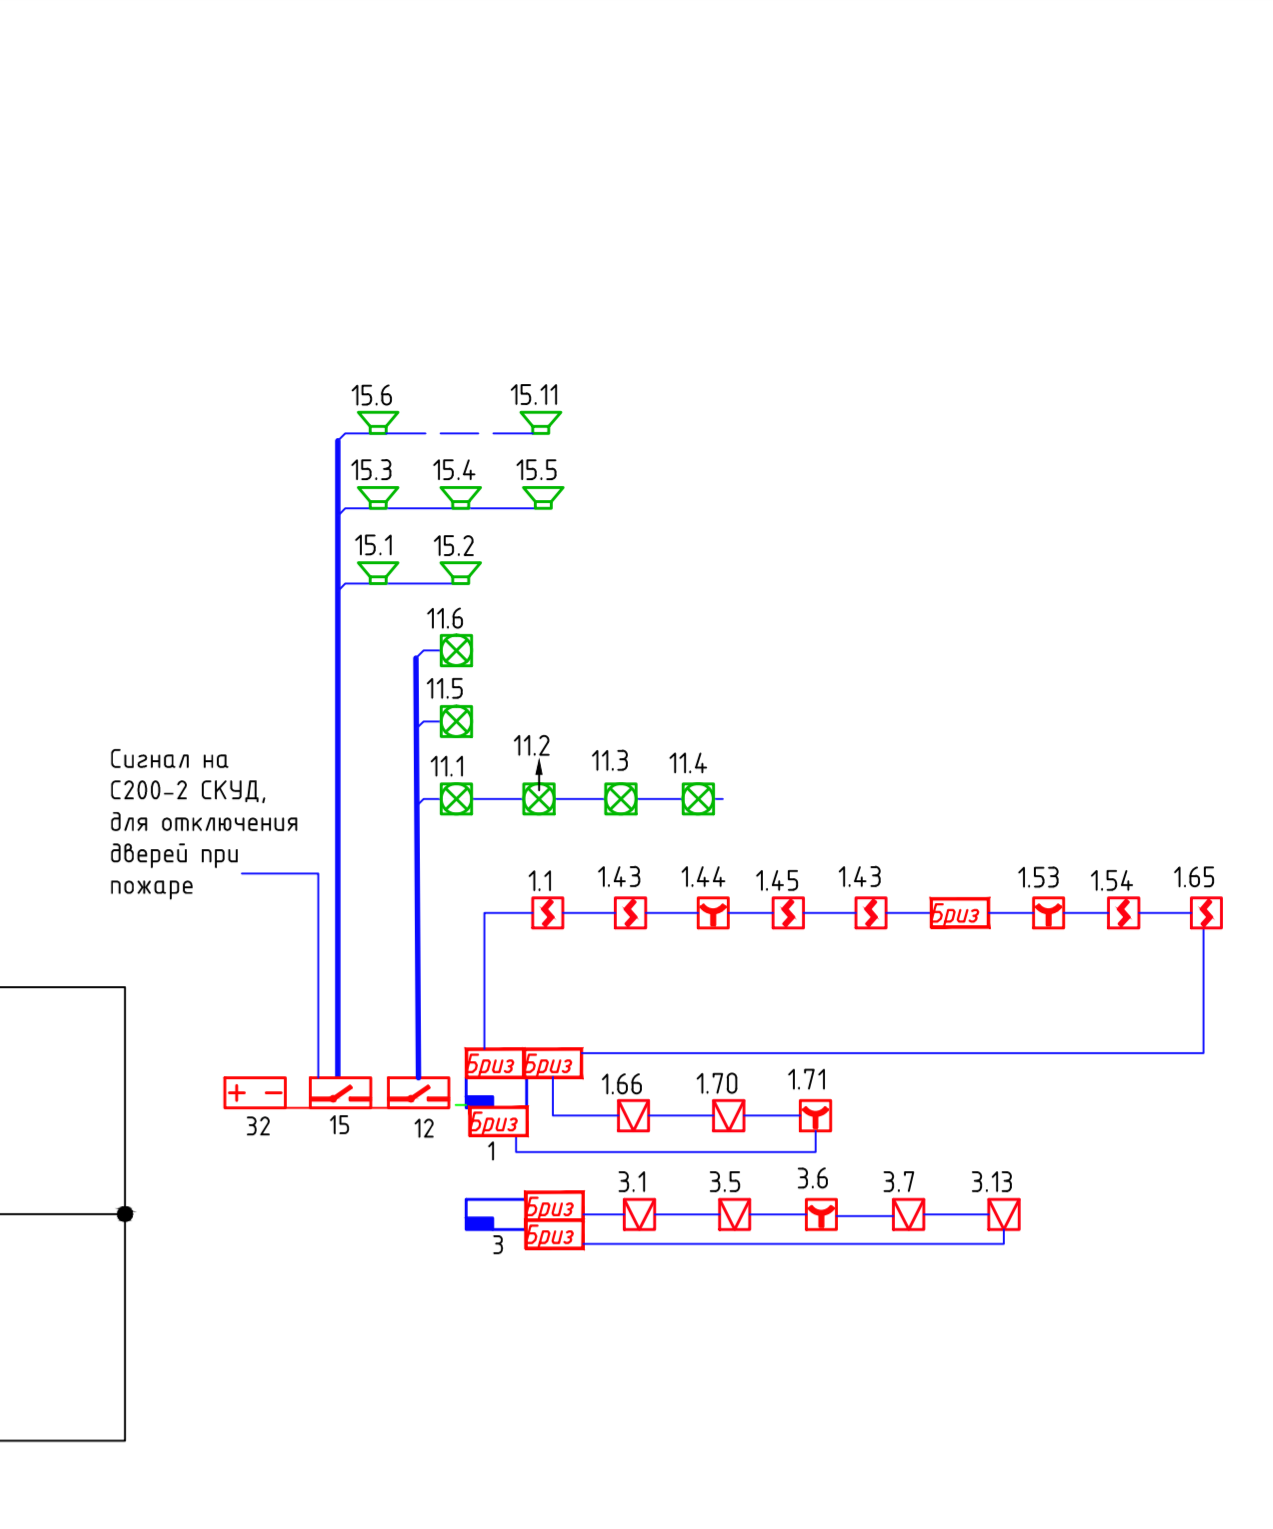 15.6 15.11
15.3 15.4 15.5
15.1 15.2
11.6
11.5
11.1 11.2 11.3 11.4
Сигнал на
С200-2 СКУД,
для отключения
дверей при
пожаре
1.1 1.43 1.44 1.45 1.43 1.53 1.54 1.65
Бриз
Бриз Бриз
1.66 1.70 1.71
+ −
Бриз
32 15 12 1
3.1 3.5 3.6 3.7 3.13
Бриз
Бриз
3